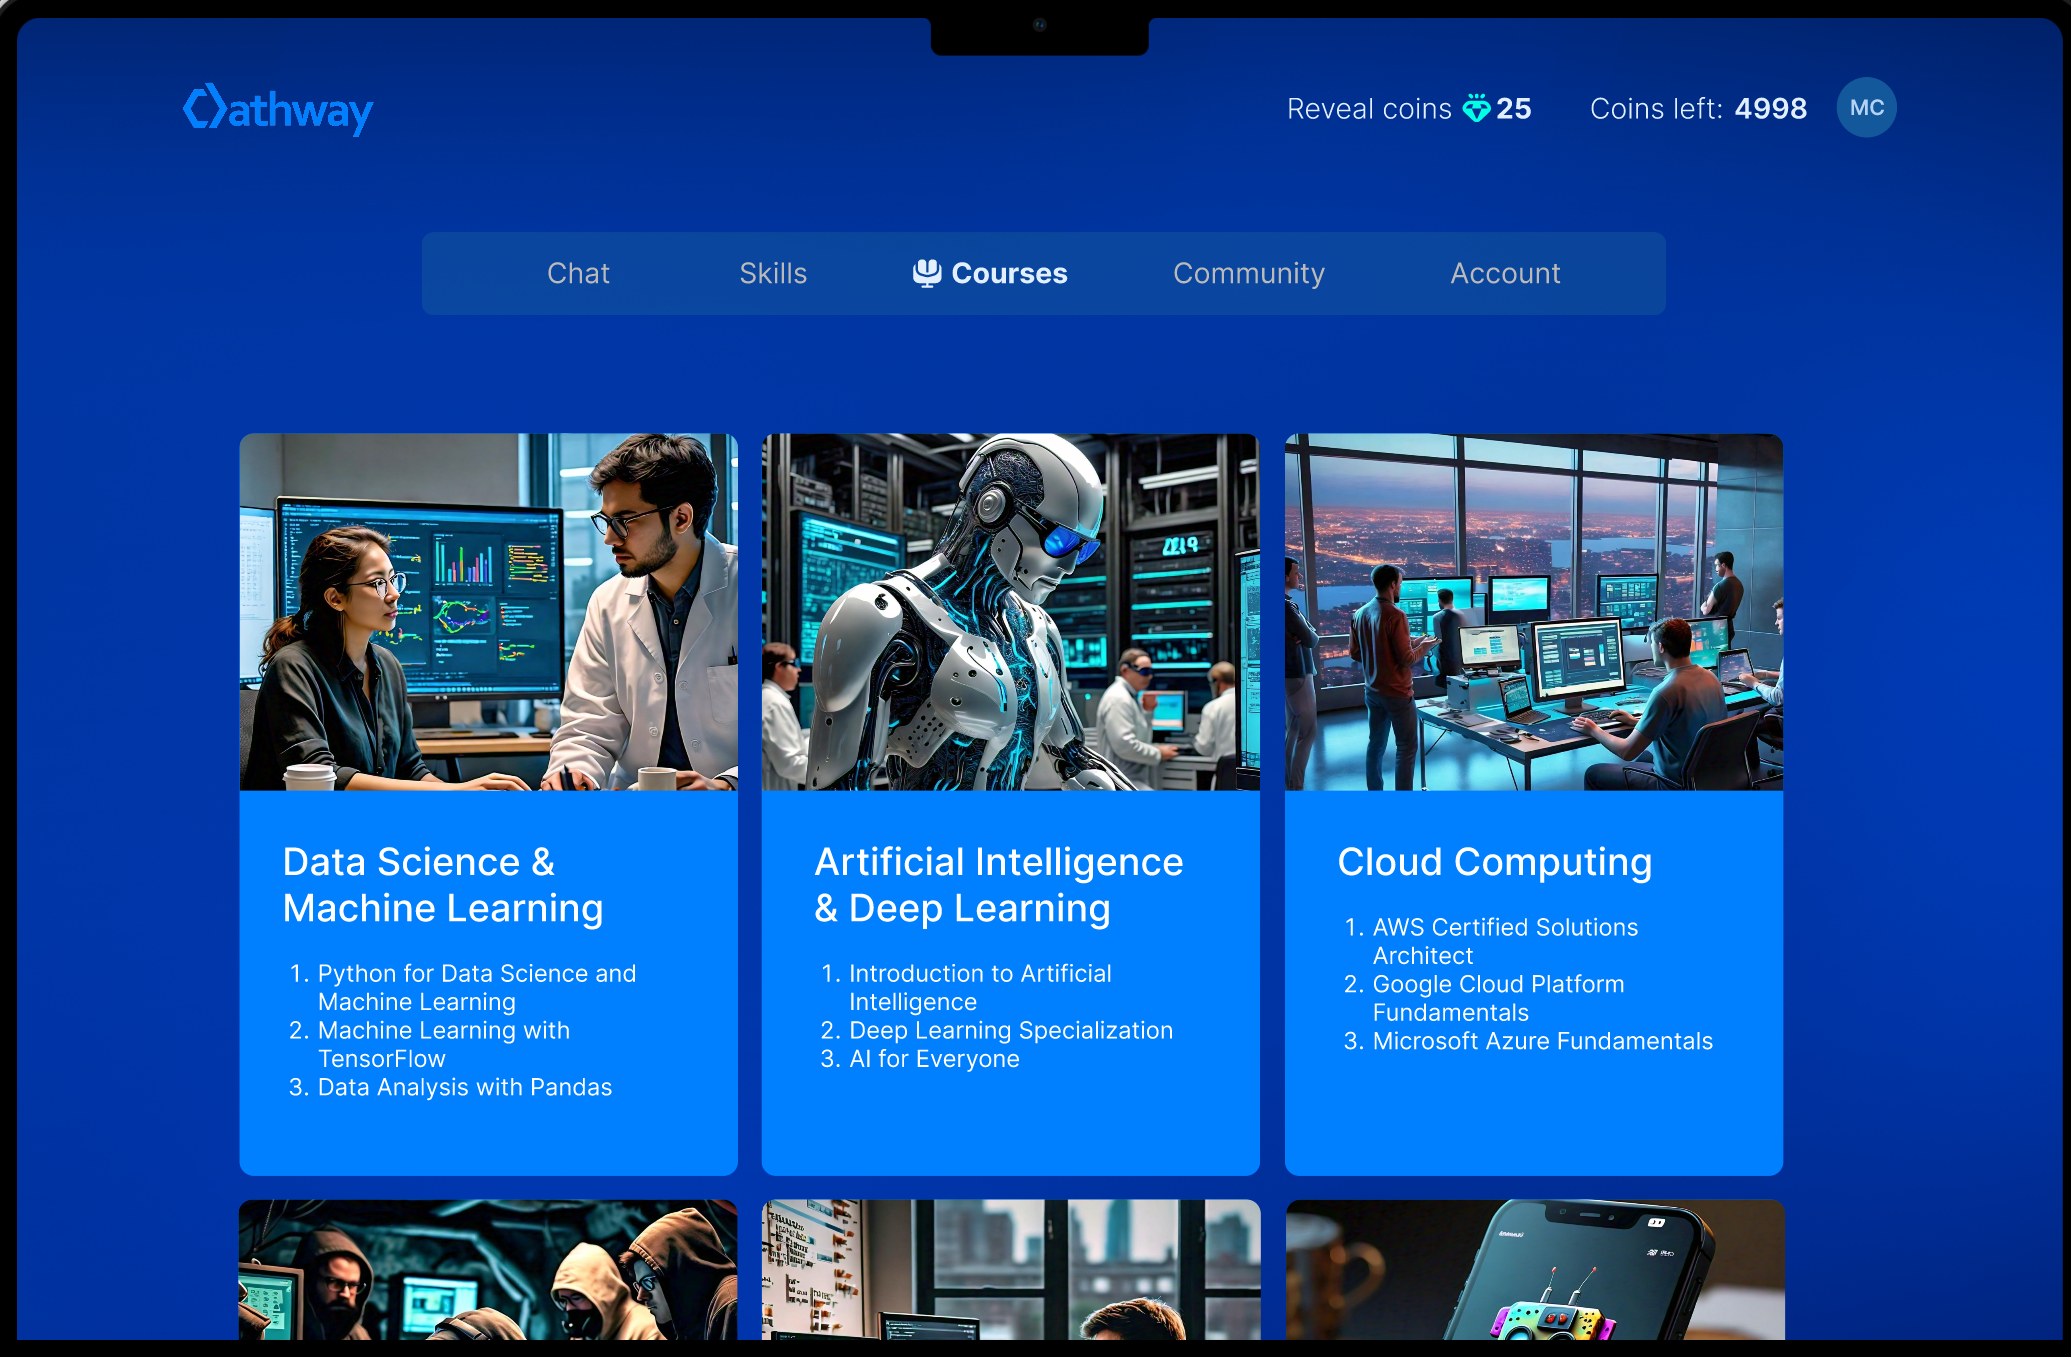 athway
Reveal coins 25
Coins left: 4998
MC
Chat
Skills
Courses
Community
Account
Data Science &
Machine Learning
1. Python for Data Science and
Machine Learning
2. Machine Learning with
TensorFlow
3. Data Analysis with Pandas
Artificial Intelligence
& Deep Learning
1. Introduction to Artificial
Intelligence
2. Deep Learning Specialization
3. AI for Everyone
Cloud Computing
1. AWS Certified Solutions
Architect
2. Google Cloud Platform
Fundamentals
3. Microsoft Azure Fundamentals